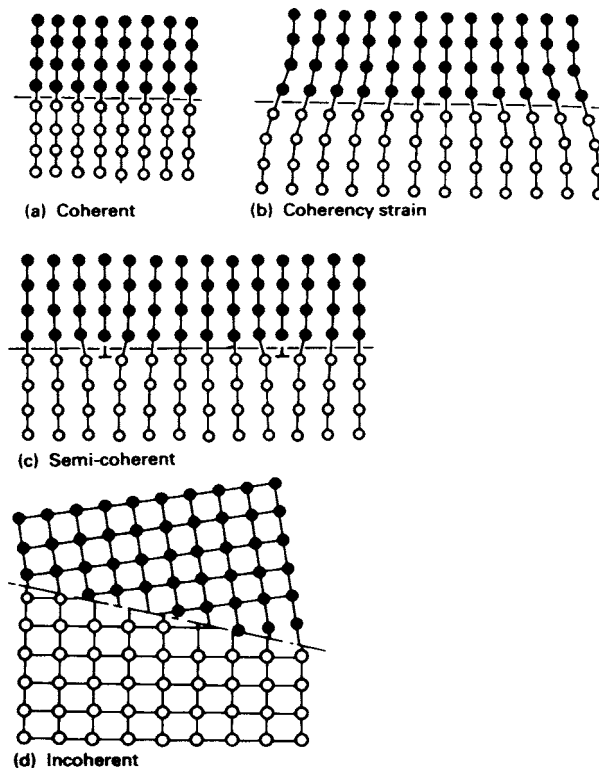 (a) Coherent
(b) Coherency strain
(c) Semi-coherent
(d) Incoherent